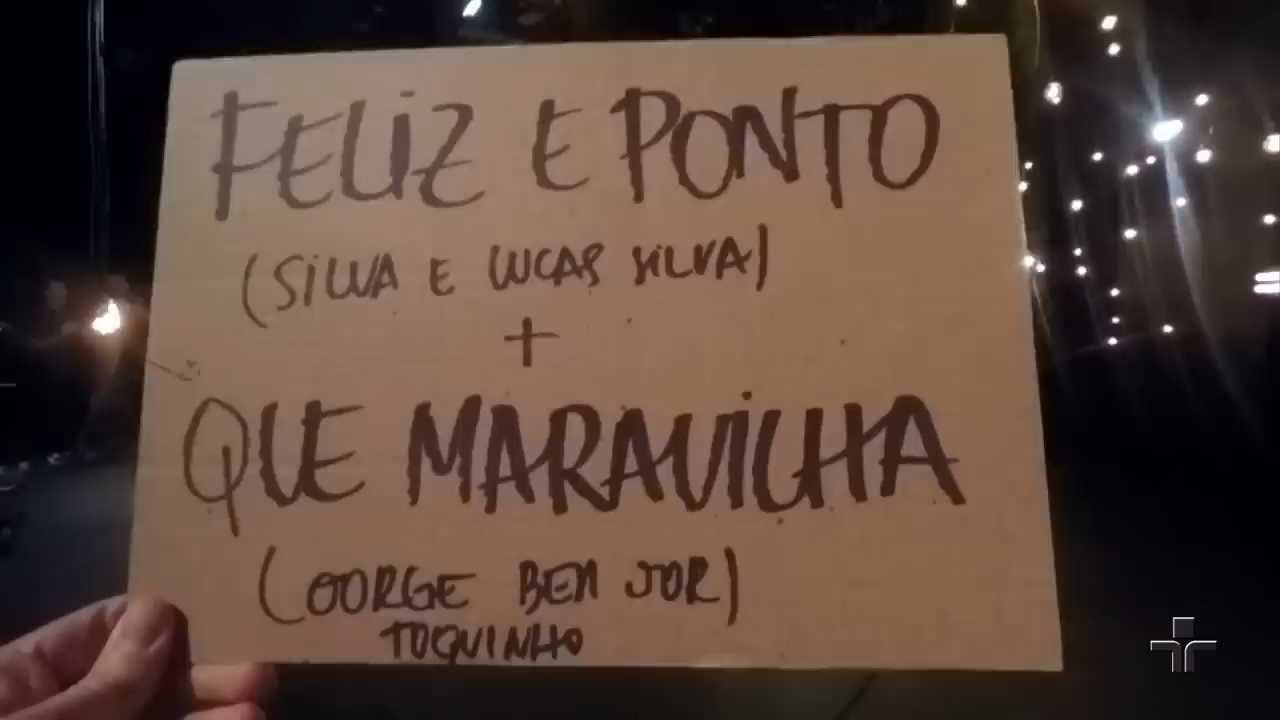 FELIZ E PONTO
(SILVA E LUCAS SILVA)
+
QUE MARAVILHA
(JORGE BEN JOR)
TOQUINHO